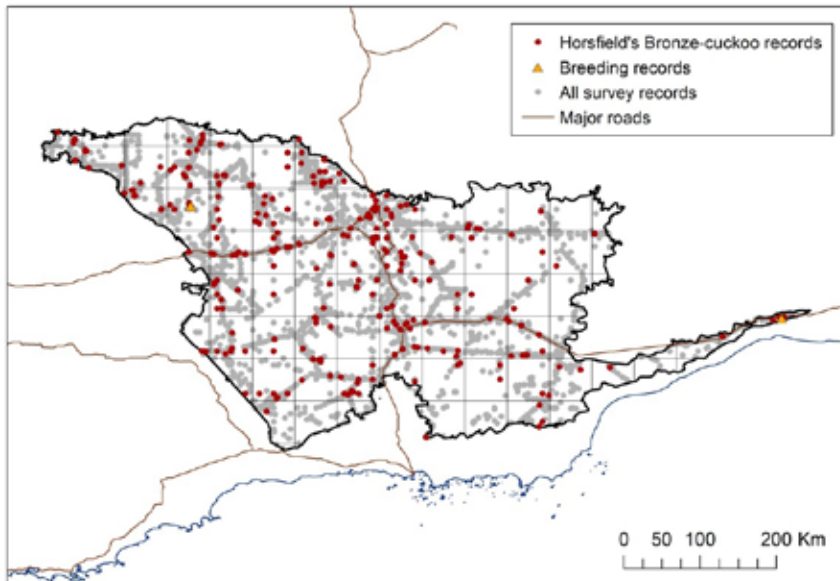 Horsfield's Bronze-cuckoo records
Breeding records
All survey records
Major roads
0 50 100 200 Km